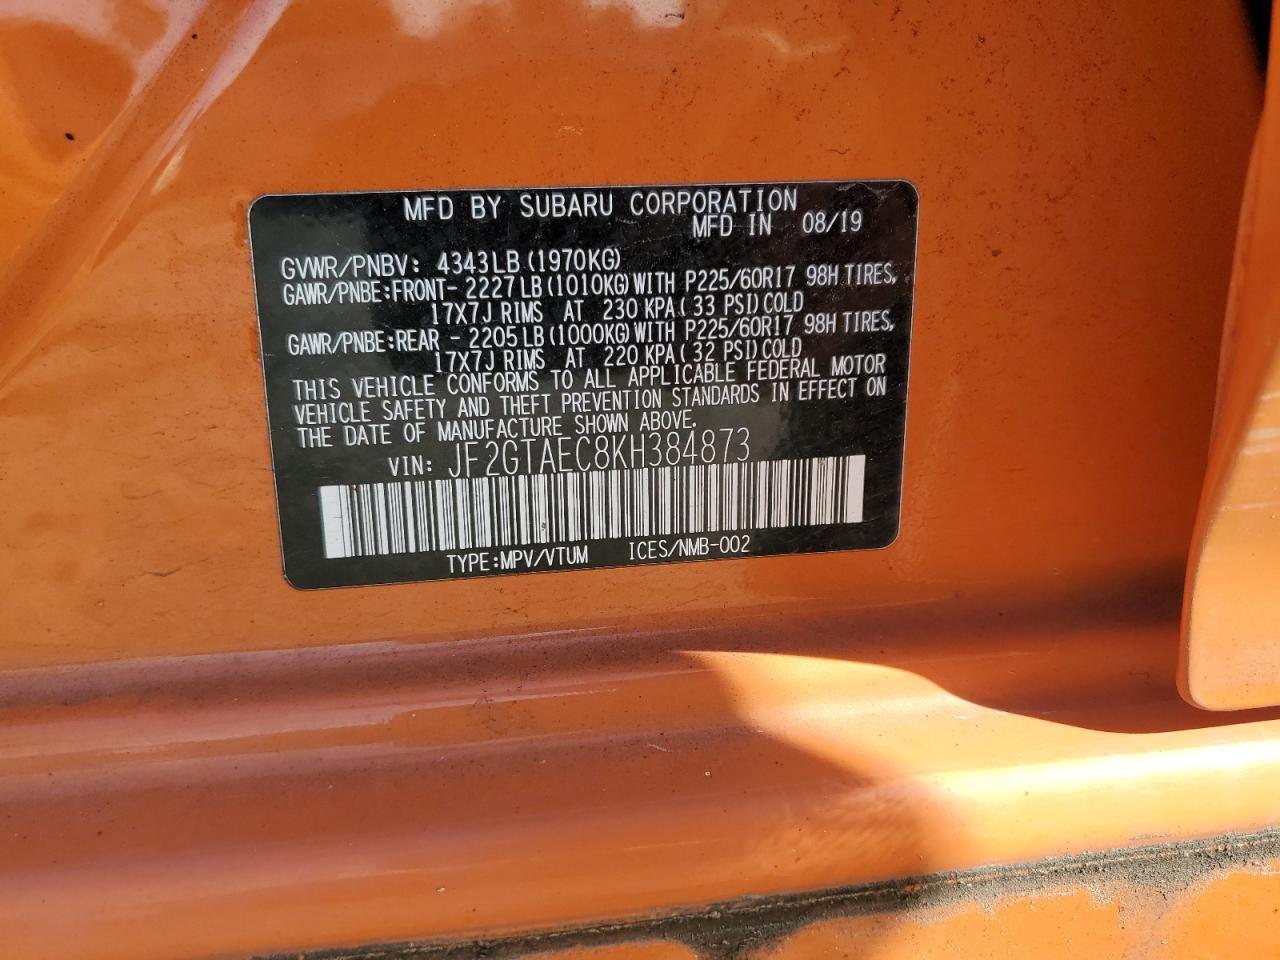 MFD BY SUBARU CORPORATION
MFD IN 08/19
GVWR/PNBV: 4343LB (1970KG)
GAWR/PNBE:FRONT- 2227LB (1010KG) WITH P225/60R17 98H TIRES,
17X7J RIMS AT 230 KPA (33 PSI) COLD
GAWR/PNBE:REAR - 2205LB (1000KG) WITH P225/60R17 98H TIRES,
17X7J RIMS AT 220 KPA (32 PSI) COLD
THIS VEHICLE CONFORMS TO ALL APPLICABLE FEDERAL MOTOR
VEHICLE SAFETY AND THEFT PREVENTION STANDARDS IN EFFECT ON
THE DATE OF MANUFACTURE SHOWN ABOVE.
VIN: JF2GTAEC8KH384873
TYPE:MPV/VTUM ICES/NMB-002